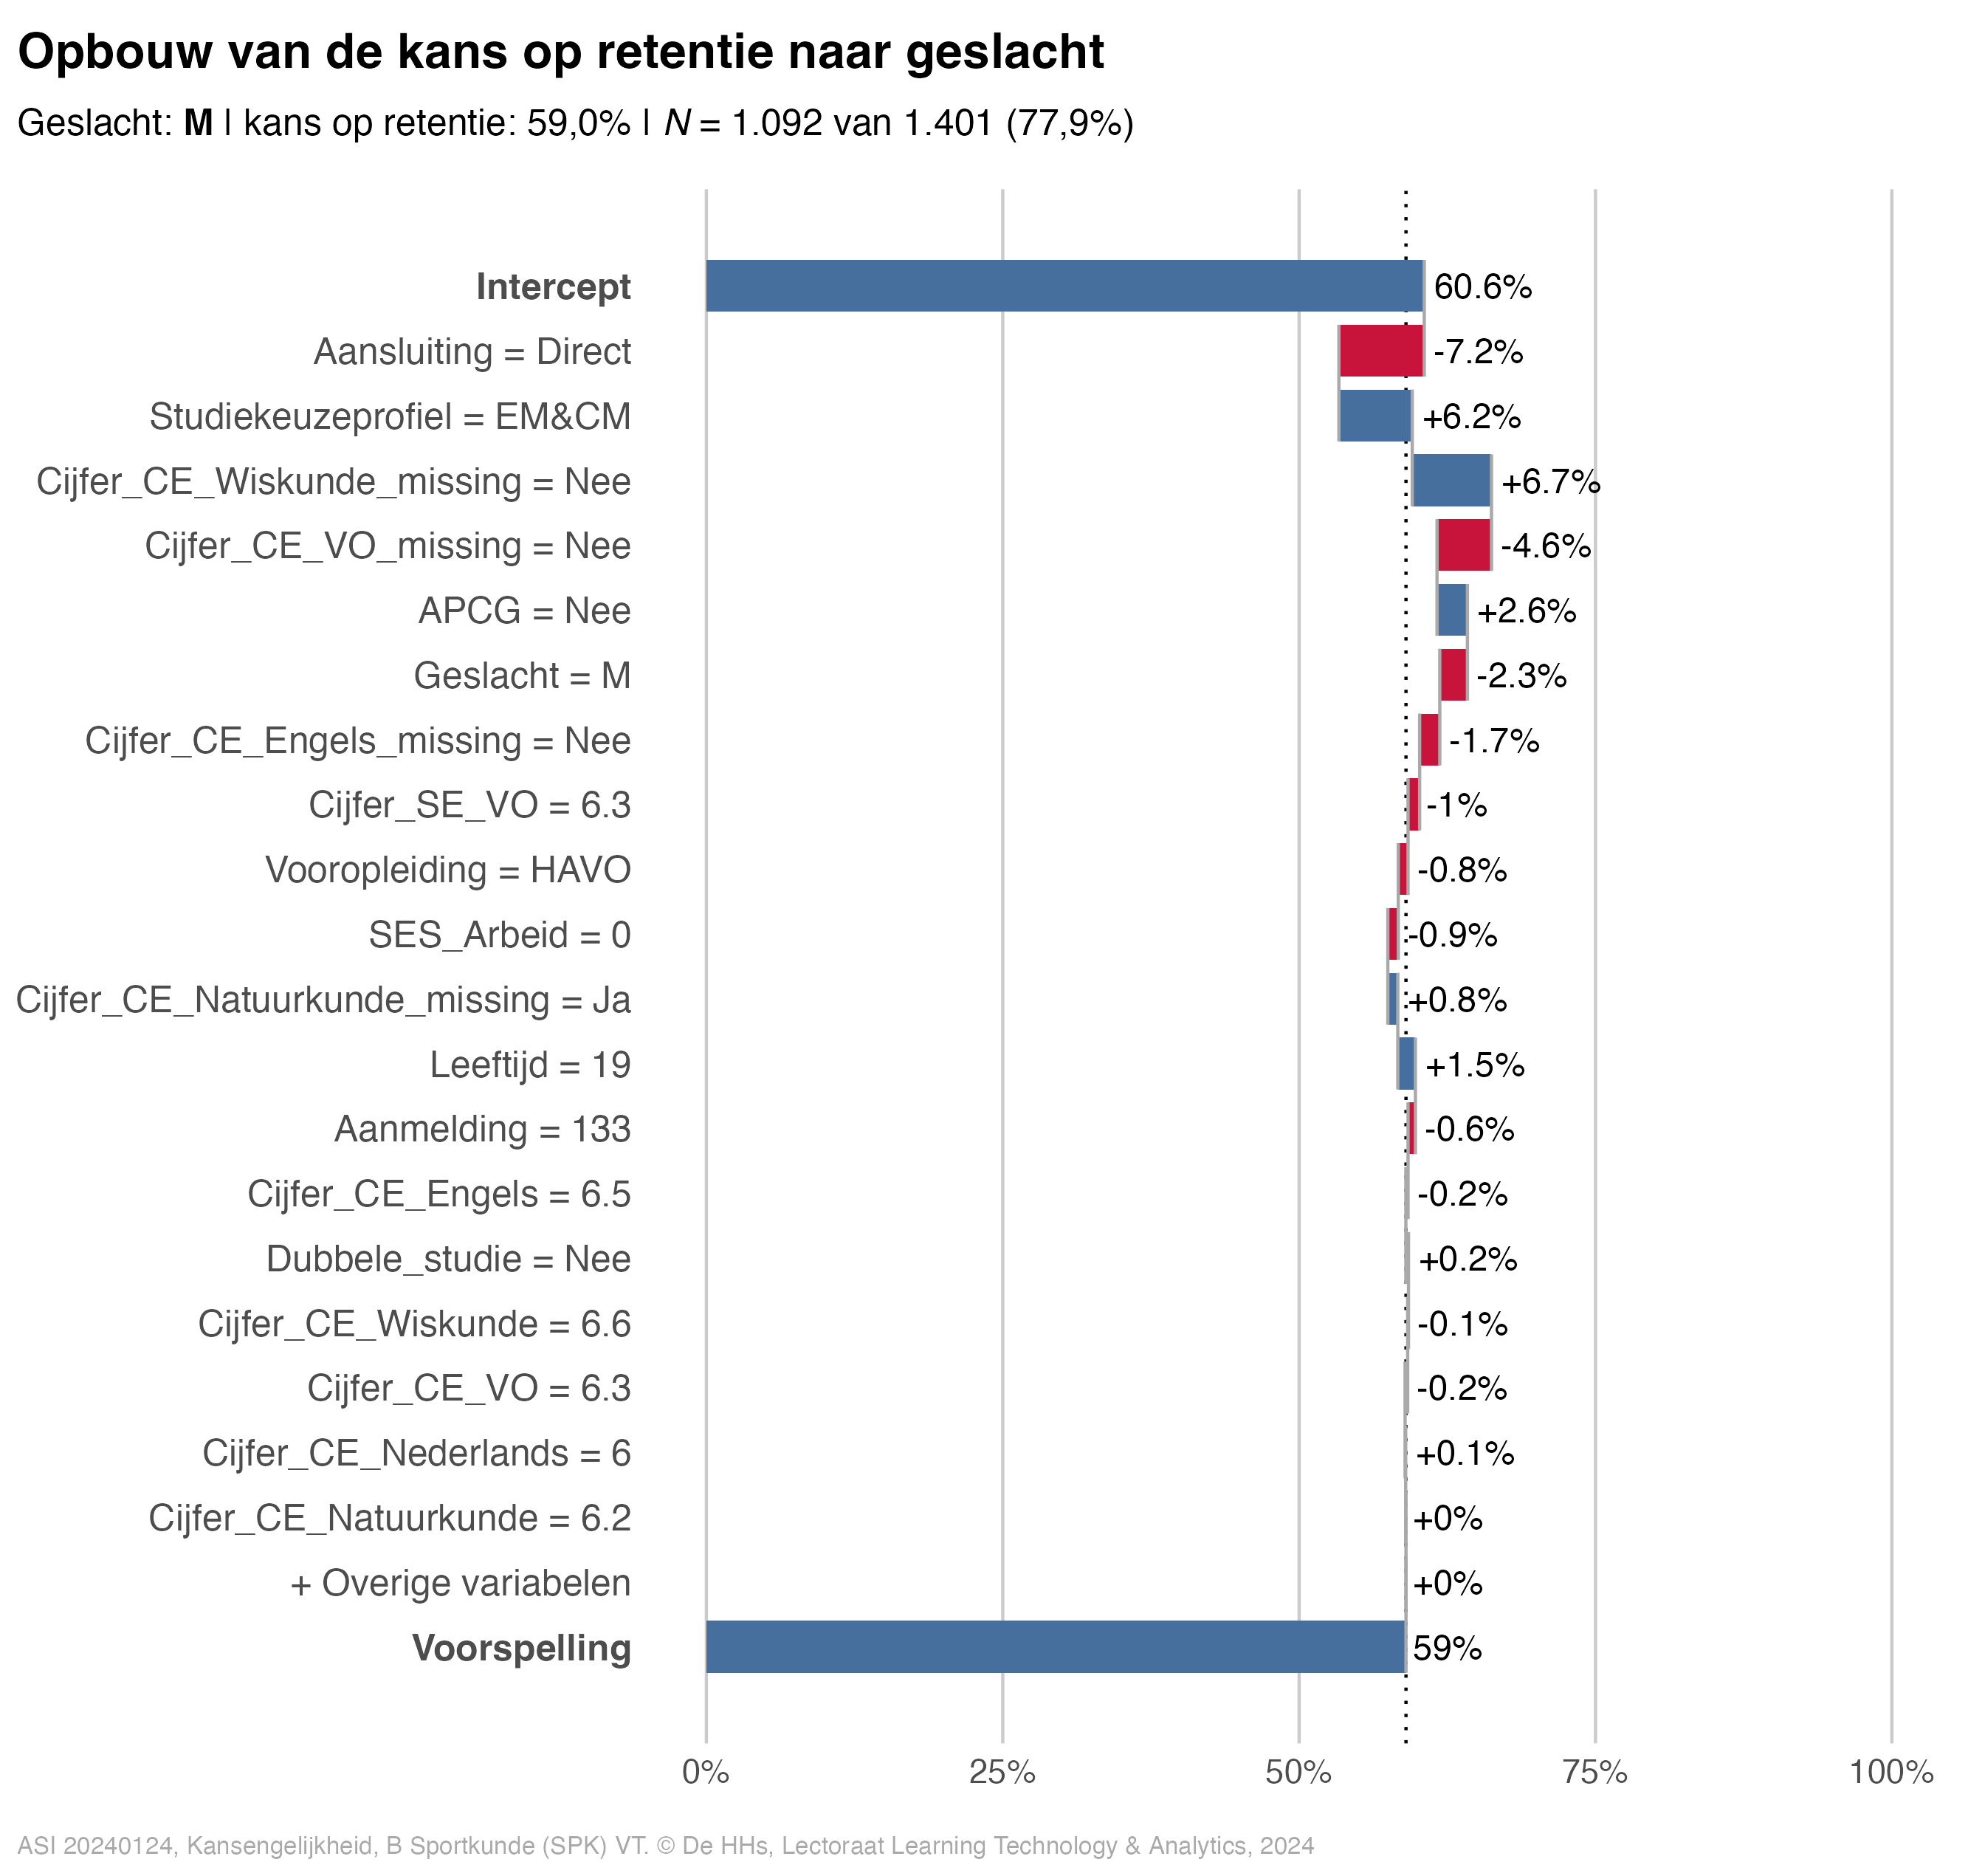 Opbouw van de kans op retentie naar geslacht
Geslacht: M | kans op retentie: 59,0% | N = 1.092 van 1.401 (77,9%)
Intercept 60.6%
Aansluiting = Direct -7.2%
Studiekeuzeprofiel = EM&CM +6.2%
Cijfer_CE_Wiskunde_missing = Nee +6.7%
Cijfer_CE_VO_missing = Nee -4.6%
APCG = Nee +2.6%
Geslacht = M -2.3%
Cijfer_CE_Engels_missing = Nee -1.7%
Cijfer_SE_VO = 6.3 -1%
Vooropleiding = HAVO -0.8%
SES_Arbeid = 0 -0.9%
Cijfer_CE_Natuurkunde_missing = Ja +0.8%
Leeftijd = 19 +1.5%
Aanmelding = 133 -0.6%
Cijfer_CE_Engels = 6.5 -0.2%
Dubbele_studie = Nee +0.2%
Cijfer_CE_Wiskunde = 6.6 -0.1%
Cijfer_CE_VO = 6.3 -0.2%
Cijfer_CE_Nederlands = 6 +0.1%
Cijfer_CE_Natuurkunde = 6.2 +0%
+ Overige variabelen +0%
Voorspelling 59%
0% 25% 50% 75% 100%
ASI 20240124, Kansengelijkheid, B Sportkunde (SPK) VT. © De HHs, Lectoraat Learning Technology & Analytics, 2024